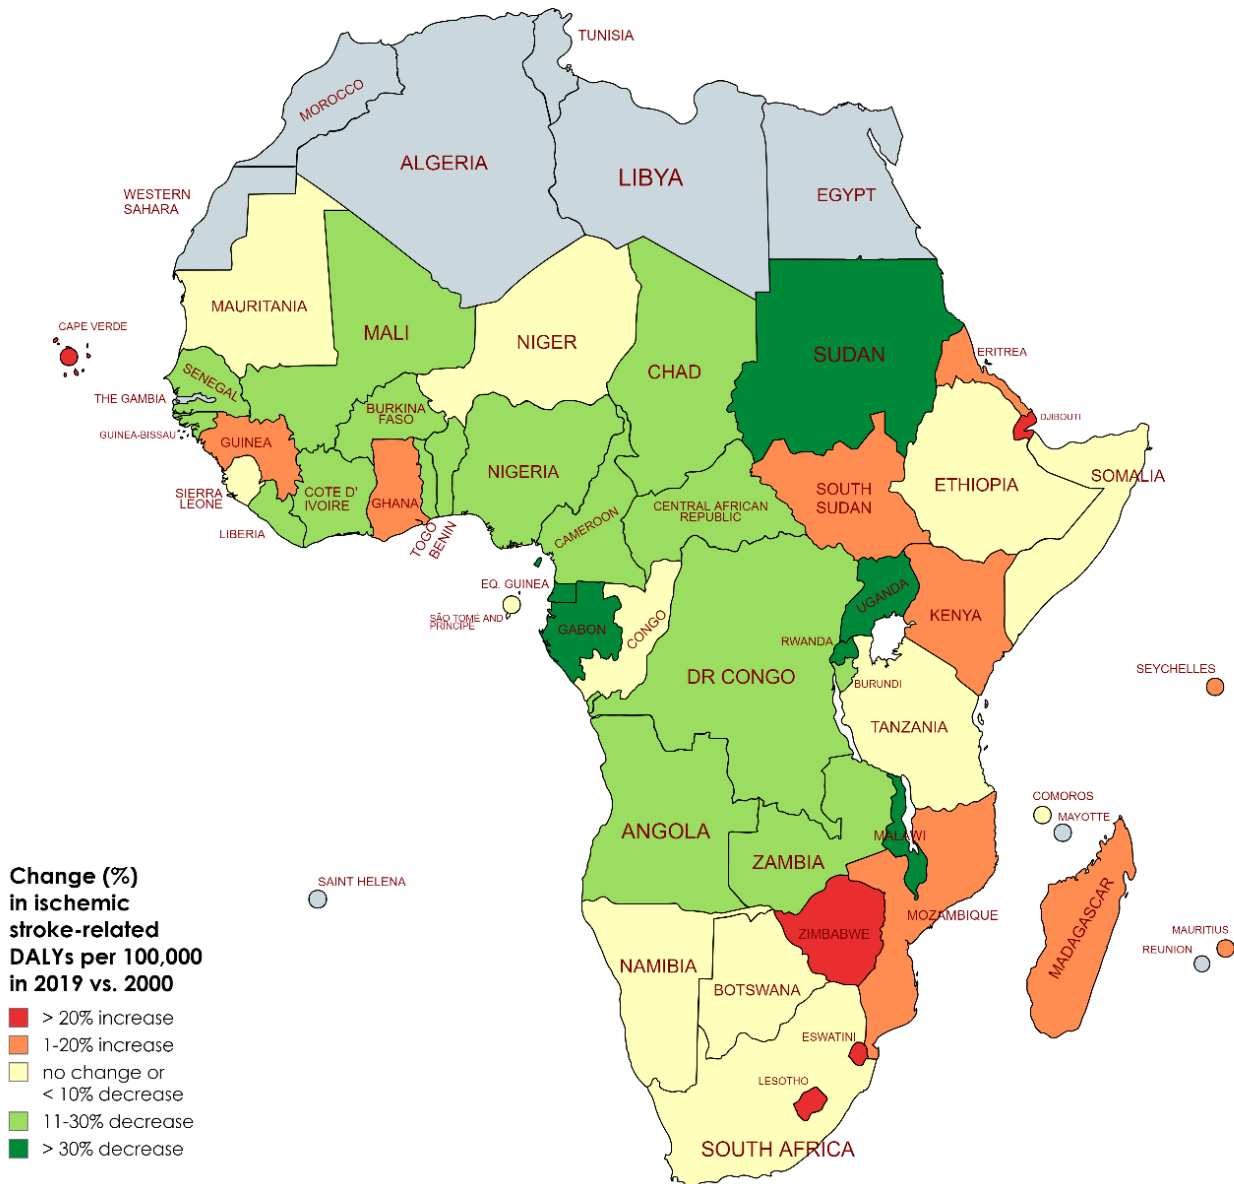 TUNISIA
MOROCCO
ALGERIA
LIBYA
EGYPT
WESTERN
SAHARA
MAURITANIA
MALI
NIGER
CHAD
SUDAN
ERITREA
CAPE VERDE
SENEGAL
THE GAMBIA
BURKINA
FASO
DJIBOUTI
GUINEA-BISSAU
GUINEA
NIGERIA
SOMALIA
SIERRA
LEONE
COTE D'
IVOIRE
GHANA
SOUTH
SUDAN
ETHIOPIA
CENTRAL AFRICAN
REPUBLIC
LIBERIA
TOGO
BENIN
CAMEROON
EQ. GUINEA
UGANDA
KENYA
SÃO TOMÉ AND
PRINCIPE
GABON
CONGO
RWANDA
DR CONGO
BURUNDI
SEYCHELLES
TANZANIA
COMOROS
MAYOTTE
ANGOLA
ZAMBIA
MALAWI
SAINT HELENA
MOZAMBIQUE
MADAGASCAR
MAURITIUS
REUNION
ZIMBABWE
NAMIBIA
BOTSWANA
ESWATINI
LESOTHO
SOUTH AFRICA
Change (%)
in ischemic
stroke-related
DALYs per 100,000
in 2019 vs. 2000
> 20% increase
1-20% increase
no change or
< 10% decrease
11-30% decrease
> 30% decrease